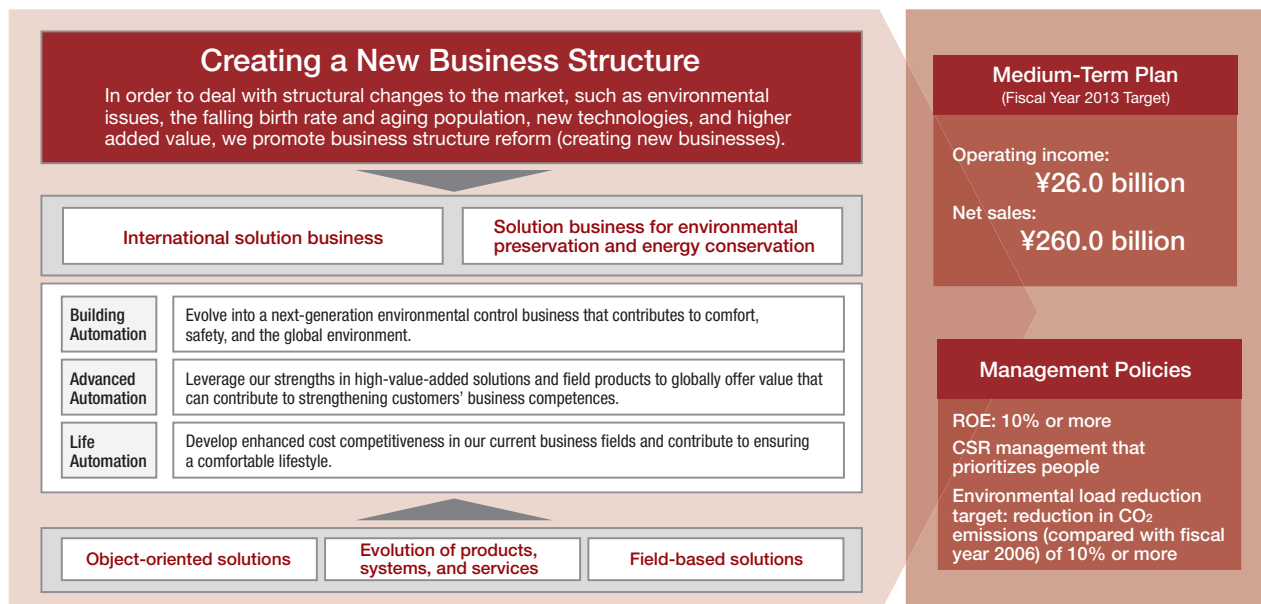 Creating a New Business Structure
In order to deal with structural changes to the market, such as environmental
issues, the falling birth rate and aging population, new technologies, and higher
added value, we promote business structure reform (creating new businesses).
International solution business
Solution business for environmental
preservation and energy conservation
Building
Automation
Evolve into a next-generation environmental control business that contributes to comfort,
safety, and the global environment.
Advanced
Automation
Leverage our strengths in high-value-added solutions and field products to globally offer value that
can contribute to strengthening customers’ business competences.
Life
Automation
Develop enhanced cost competitiveness in our current business fields and contribute to ensuring
a comfortable lifestyle.
Object-oriented solutions
Evolution of products,
systems, and services
Field-based solutions
Medium-Term Plan
(Fiscal Year 2013 Target)
Operating income:
¥26.0 billion
Net sales:
¥260.0 billion
Management Policies
ROE: 10% or more
CSR management that
prioritizes people
Environmental load reduction
target: reduction in CO₂
emissions (compared with fiscal
year 2006) of 10% or more